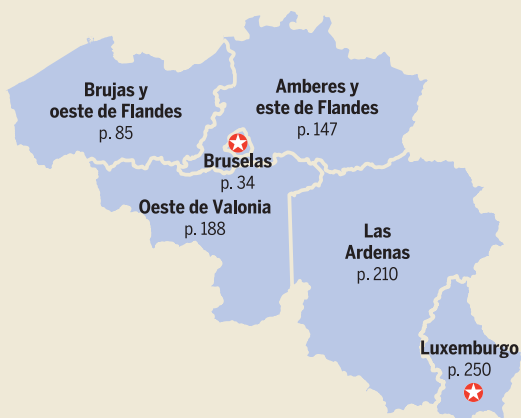 Brujas y
oeste de Flandes
p. 85
Amberes y
este de Flandes
p. 147
Bruselas
p. 34
Oeste de Valonia
p. 188
Las
Ardenas
p. 210
Luxemburgo
p. 250